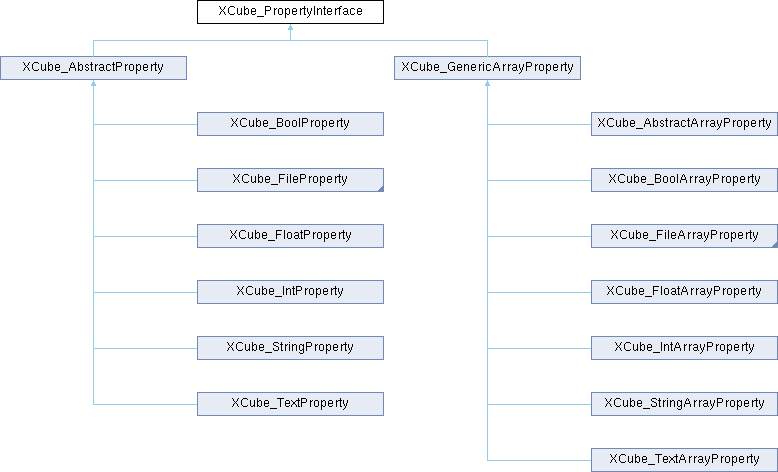 XCube_PropertyInterface
XCube_AbstractProperty
XCube_GenericArrayProperty
XCube_BoolProperty
XCube_AbstractArrayProperty
XCube_FileProperty
XCube_BoolArrayProperty
XCube_FloatProperty
XCube_FileArrayProperty
XCube_IntProperty
XCube_FloatArrayProperty
XCube_StringProperty
XCube_IntArrayProperty
XCube_TextProperty
XCube_StringArrayProperty
XCube_TextArrayProperty